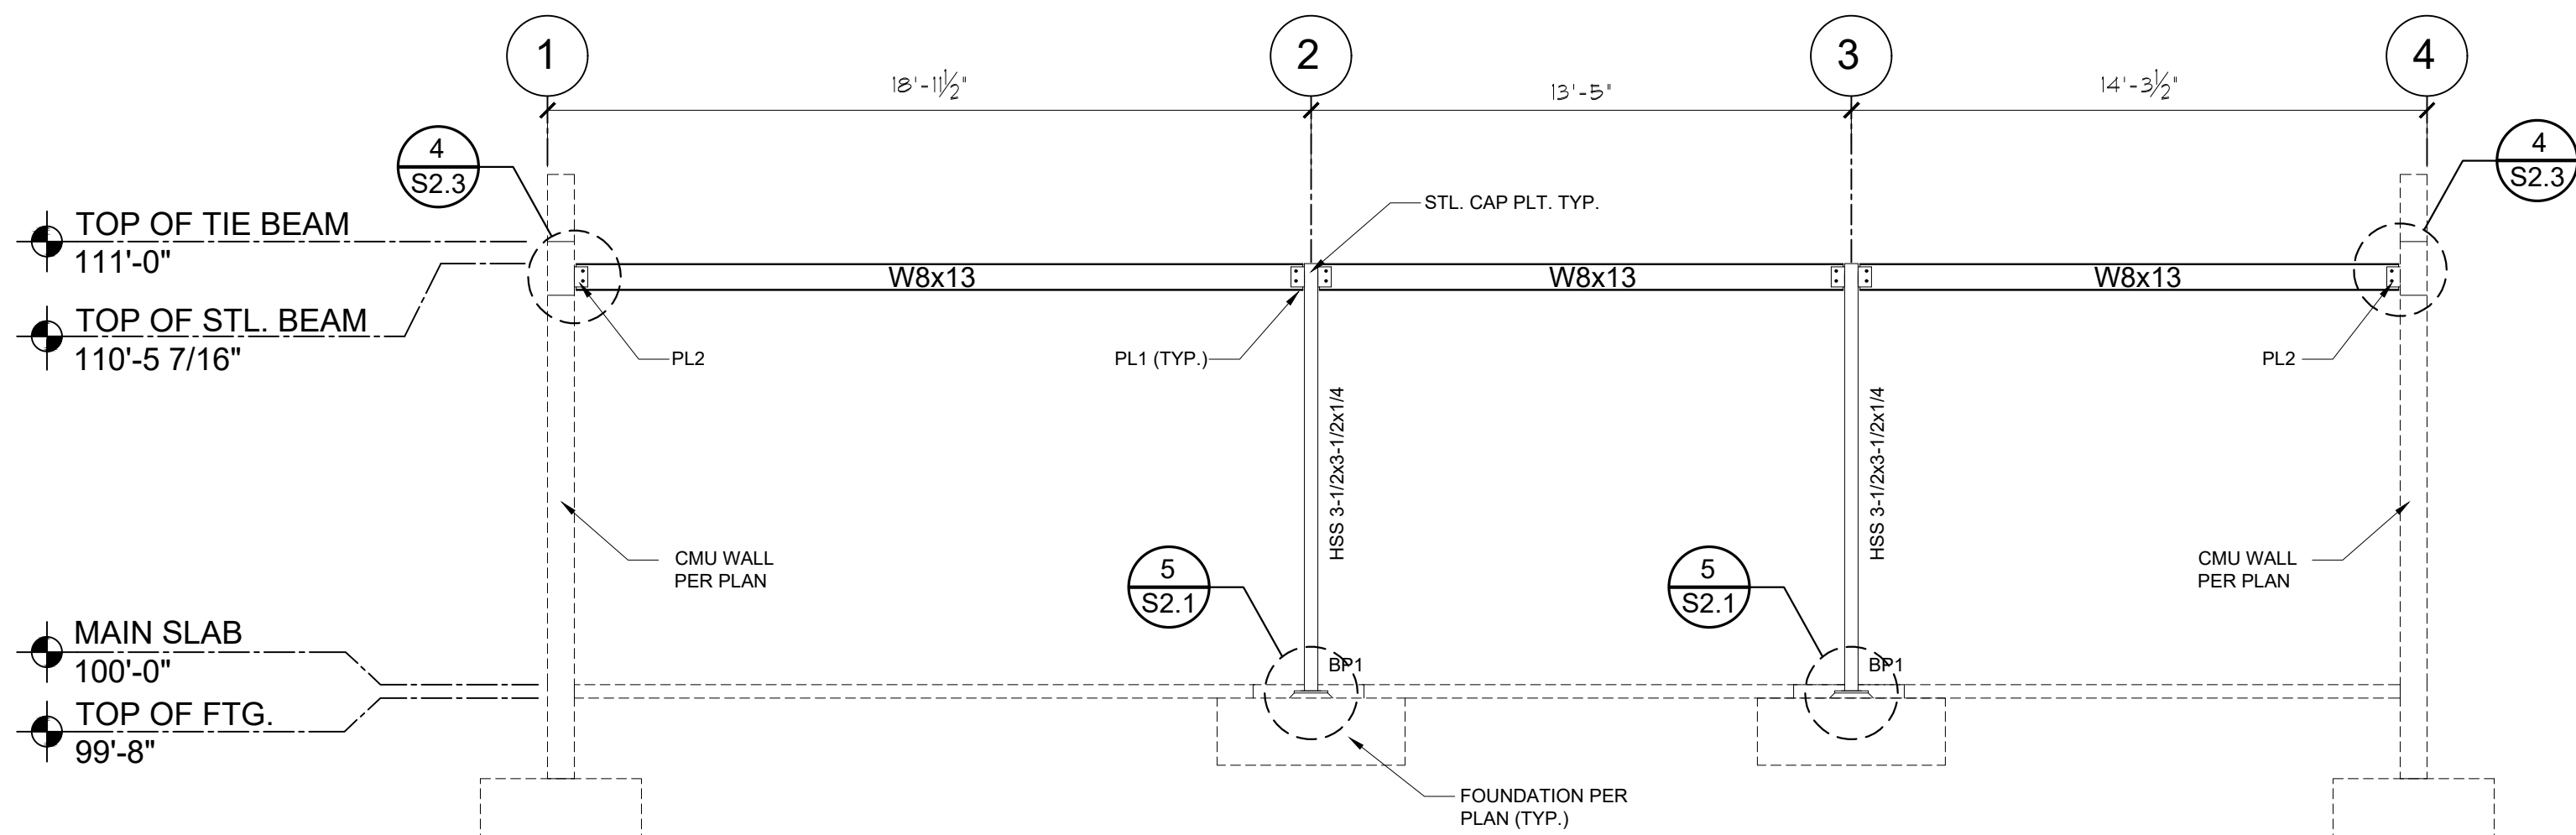 1
2
3
4
18'-11½"
13'-5"
14'-3½"
4
S2.3
4
S2.3
STL. CAP PLT. TYP.
TOP OF TIE BEAM
111'-0"
W8x13
W8x13
W8x13
TOP OF STL. BEAM
110'-5 7/16"
PL2
PL1 (TYP.)
PL2
HSS 3-1/2x3-1/2x1/4
HSS 3-1/2x3-1/2x1/4
CMU WALL
PER PLAN
CMU WALL
PER PLAN
5
S2.1
5
S2.1
MAIN SLAB
100'-0"
BP1
BP1
TOP OF FTG.
99'-8"
FOUNDATION PER
PLAN (TYP.)